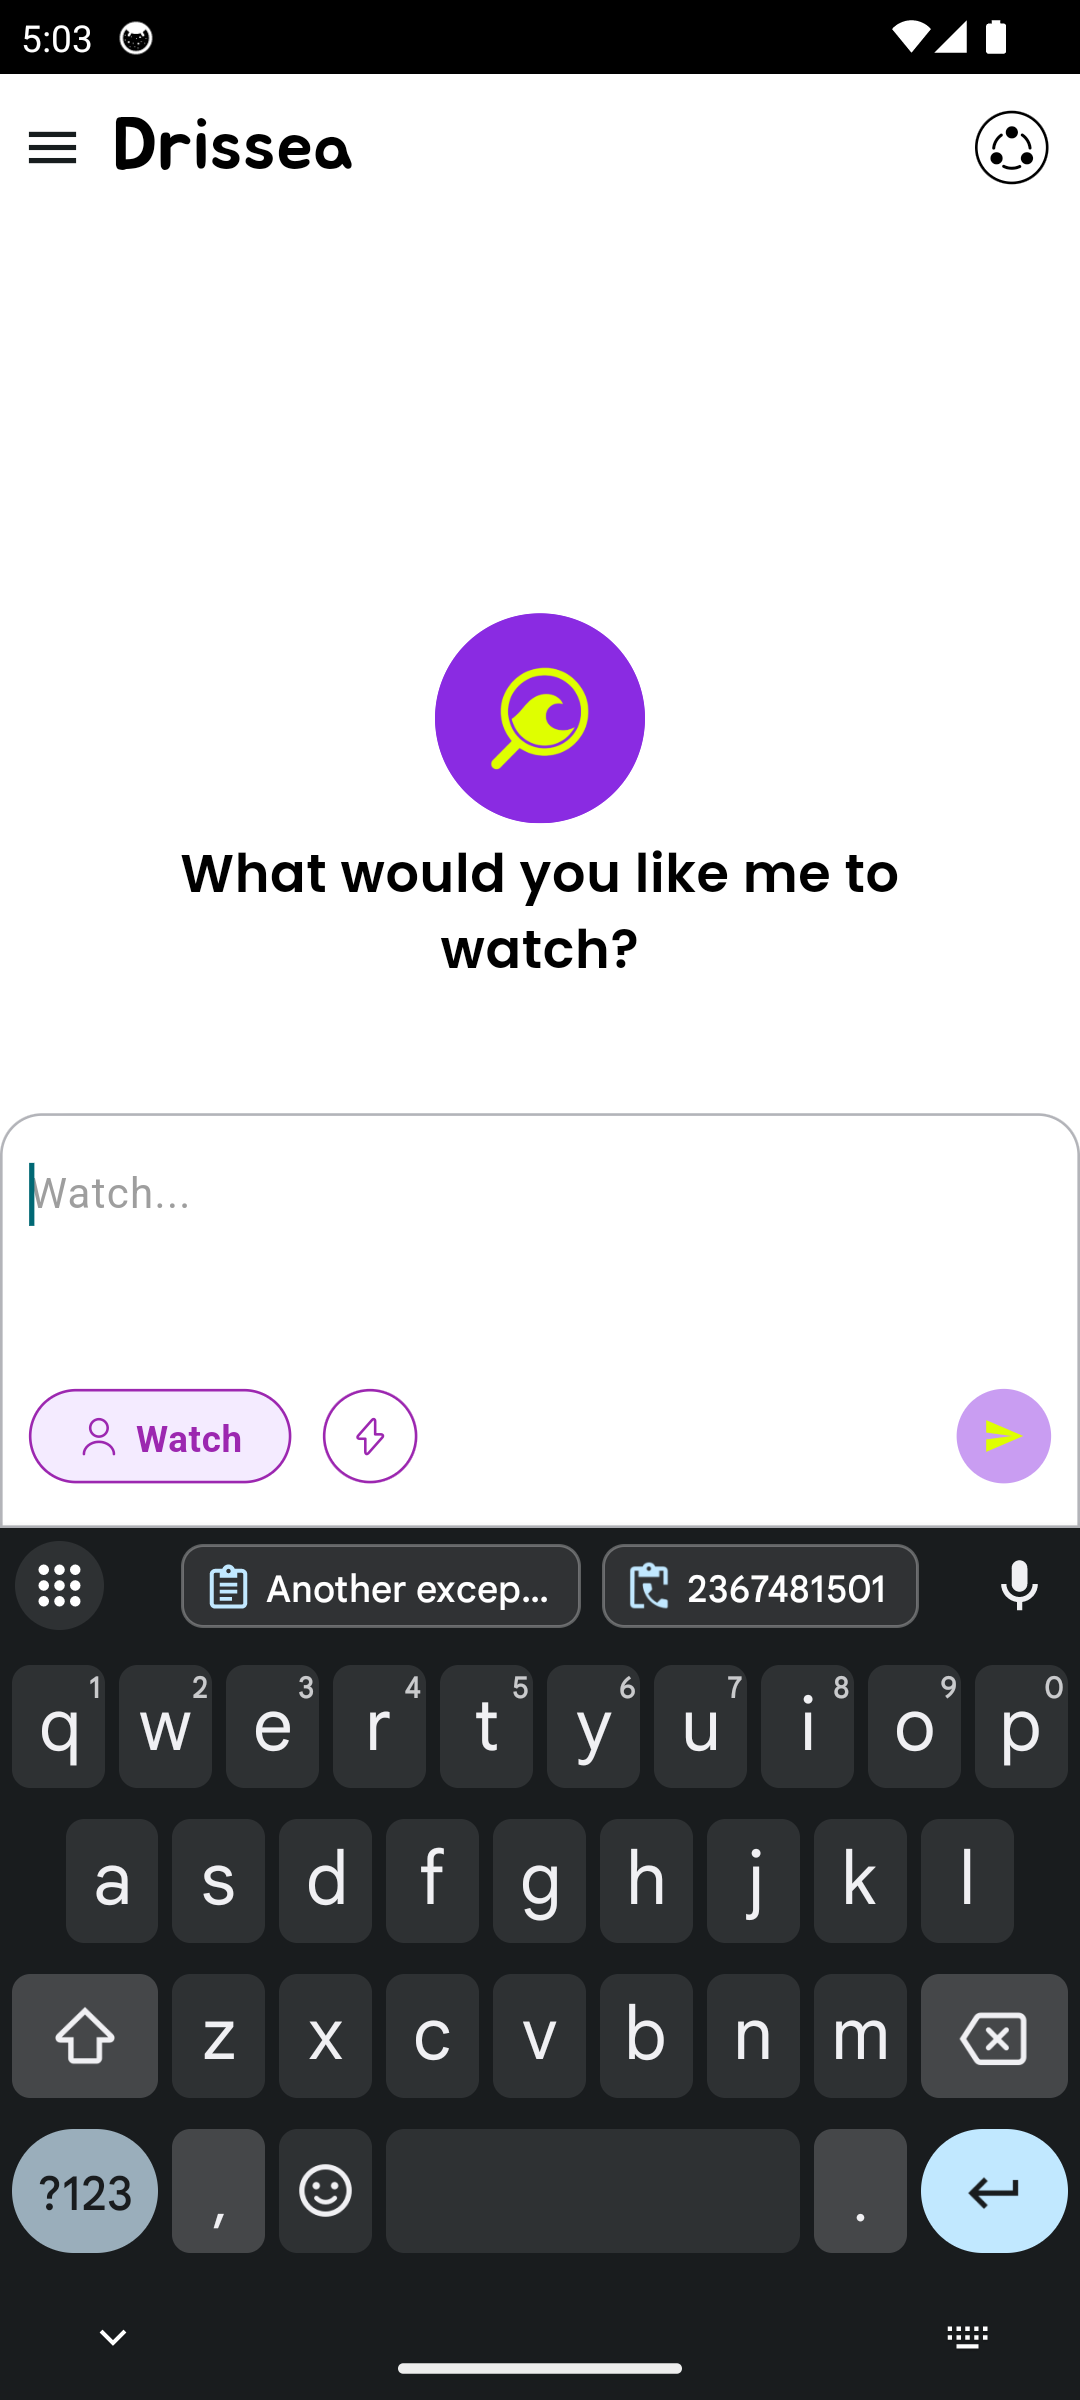 5:03
Drissea
What would you like me to
watch?
Watch...
Watch
Another excep...
2367481501
1 2 3 4 5 6 7 8 9 0
q w e r t y u i o p
a s d f g h j k l
z x c v b n m
?123 , .